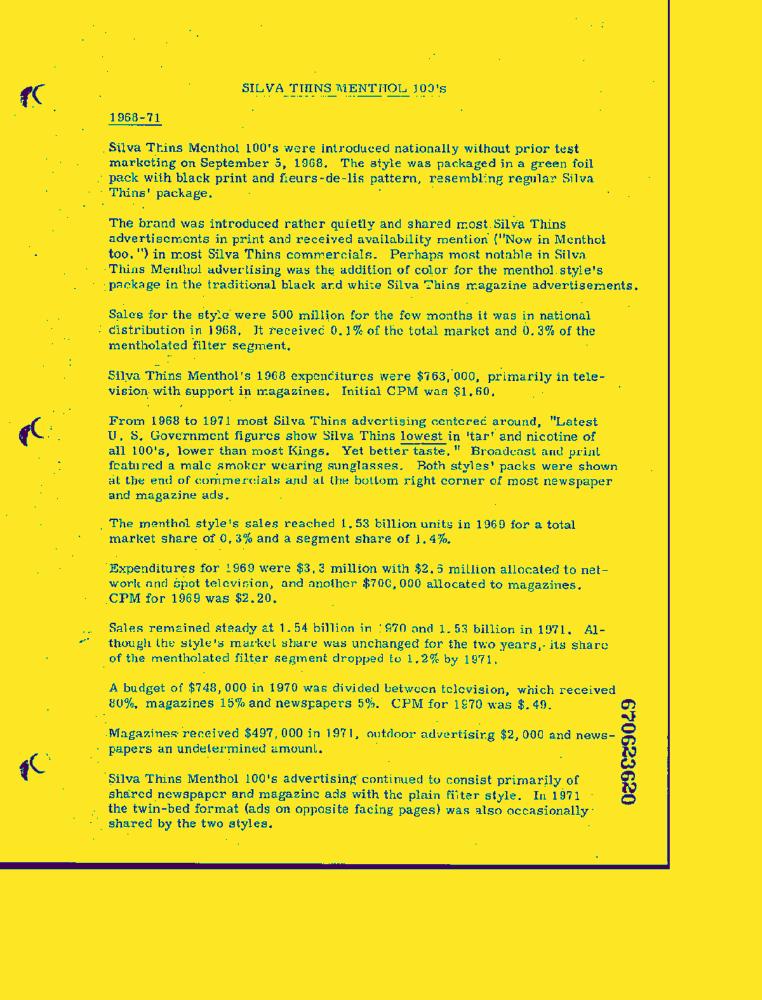 SILVA THINS MENTHOL 100's
1968-71
Silva Thins Menthol 100's were introduced nationally without prior test
marketing on September 5, 1968. The style was packaged in a green foil
pack with black print and fleurs-de-lis pattern, resembling regular Silva
Thins' package.
The brand was introduced rather quietly and shared most Silva Thins
advertisements in print and received availability mention ("Now in Menthol
too.") in most Silva Thins commercials. Perhaps most notable in Silva
Thins Menthol advertising was the addition of color for the menthol style's
package in the traditional black and white Silva Thins magazine advertisements.
Sales for the style were 500 million for the few months it was in national
distribution in 1968. It received 0.1% of the total market and 0.3% of the
mentholated filter segment.
Silva Thins Menthol's 1968 expenditures were $763,000, primarily in tele-
vision with support in magazines. Initial CPM was $1.60.
From 1968 to 1971 most Silva Thins advertising centered around, "Latest
U. S. Government figures show Silva Thins lowest in 'tar' and nicotine of
all 100's, lower than most Kings. Yet better taste." Broadcast and print
featured a male smoker wearing sunglasses. Both styles' packs were shown
at the end of commercials and at the bottom right corner of most newspaper
and magazine ads.
The menthol style's sales reached 1.53 billion units in 1969 for a total
market share of 0.3% and a segment share of 1.4%.
Expenditures for 1969 were $3.3 million with $2.5 million allocated to net-
work and spot television, and another $700,000 allocated to magazines.
CPM for 1969 was $2.20.
Sales remained steady at 1.54 billion in 1970 and 1.53 billion in 1971. Al-
though the style's market share was unchanged for the two years, its share
of the mentholated filter segment dropped to 1.2% by 1971.
A budget of $748,000 in 1970 was divided between television, which received
80%, magazines 15% and newspapers 5%. CPM for 1970 was $.49.
Magazines received $497,000 in 1971, outdoor advertising $2,000 and news-
papers an undetermined amount.
Silva Thins Menthol 100's advertising continued to consist primarily of
shared newspaper and magazine ads with the plain filter style. In 1971
the twin-bed format (ads on opposite facing pages) was also occasionally
shared by the two styles.
670623620